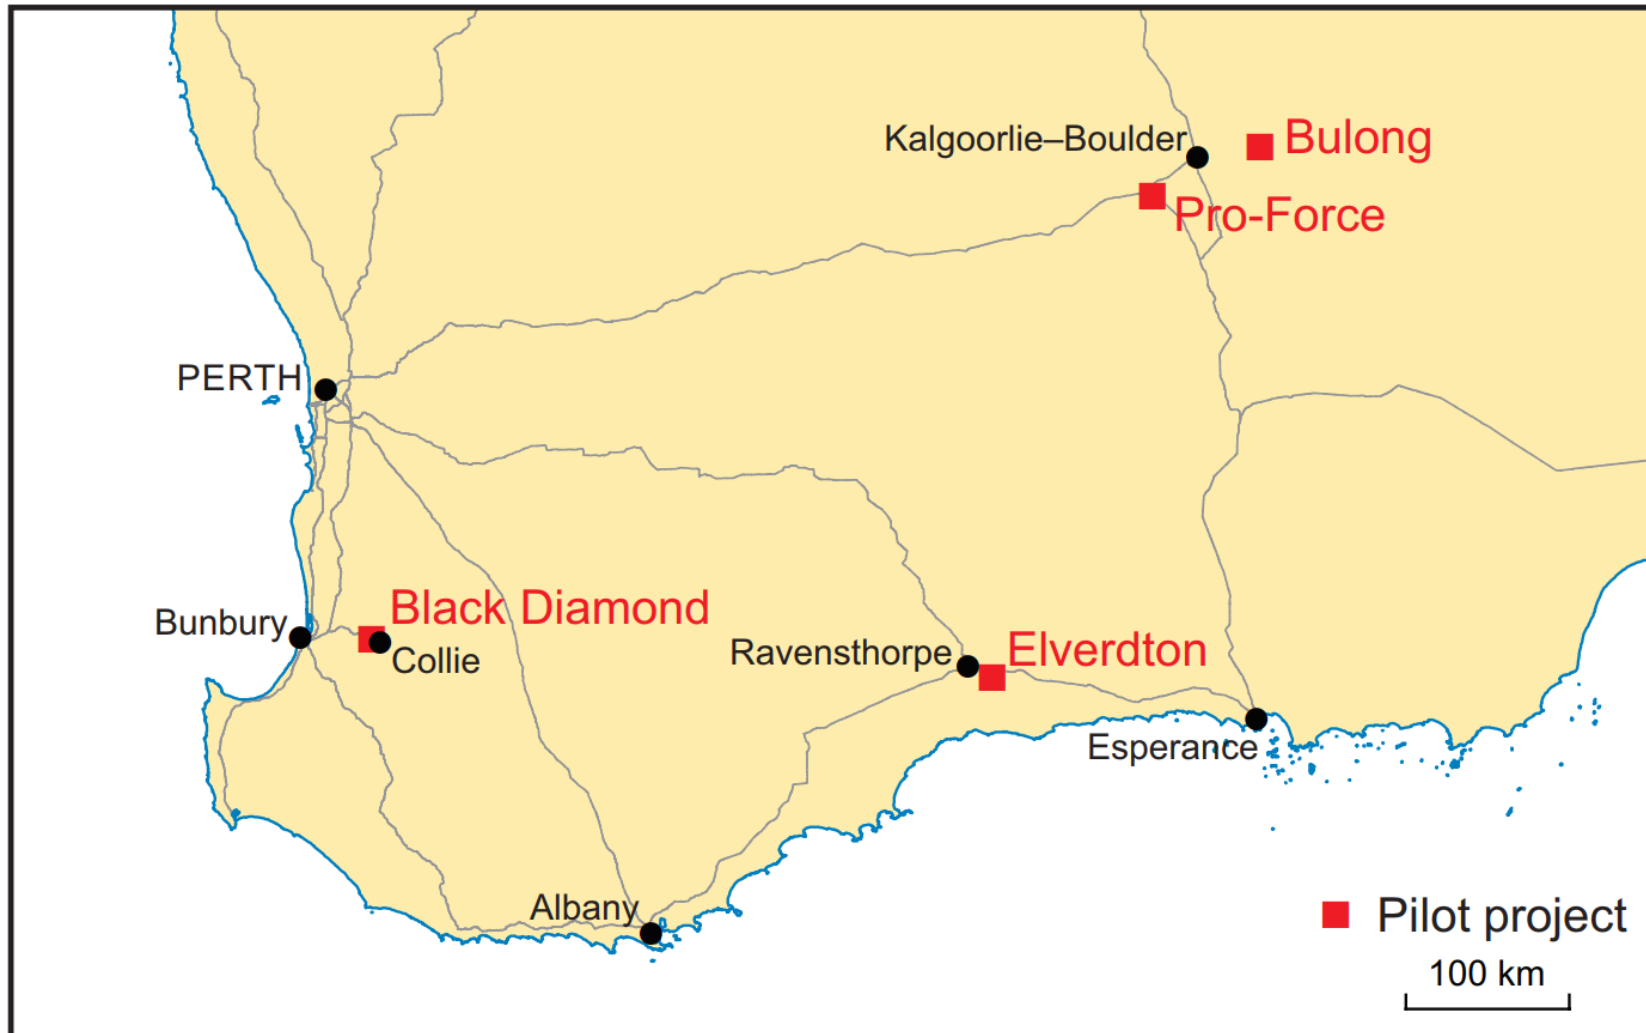 Kalgoorlie–Boulder
Bulong
Pro-Force
PERTH
Black Diamond
Bunbury
Collie
Ravensthorpe
Elverdton
Esperance
Albany
Pilot project
100 km